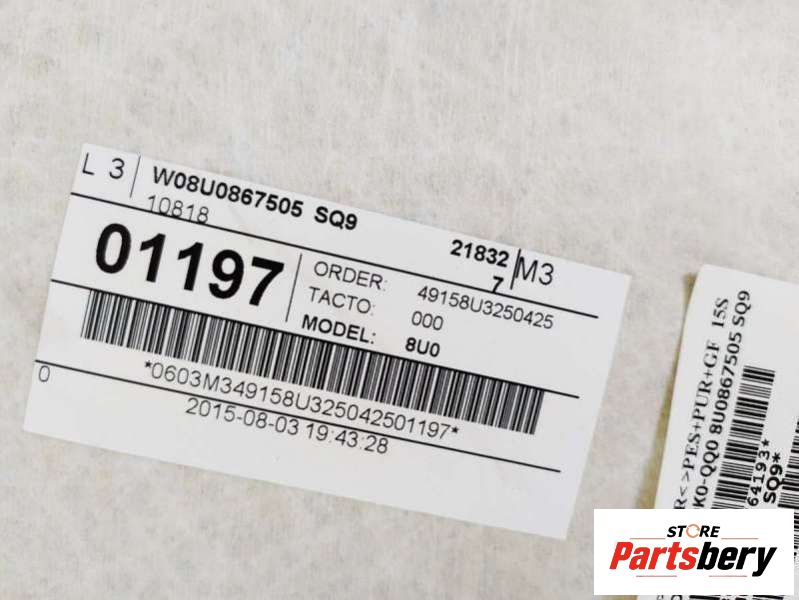 L 3 W08U0867505 SQ9
10818
21832
7
M3
01197
ORDER: 49158U3250425
TACTO: 000
MODEL: 8U0
*0603M349158U325042501197*
0
2015-08-03 19:43:28
<>PES+PUR+GF 15S
K0-QQ0 8U0867505 SQ9
64193*
SQ9*
STORE
Partsbery